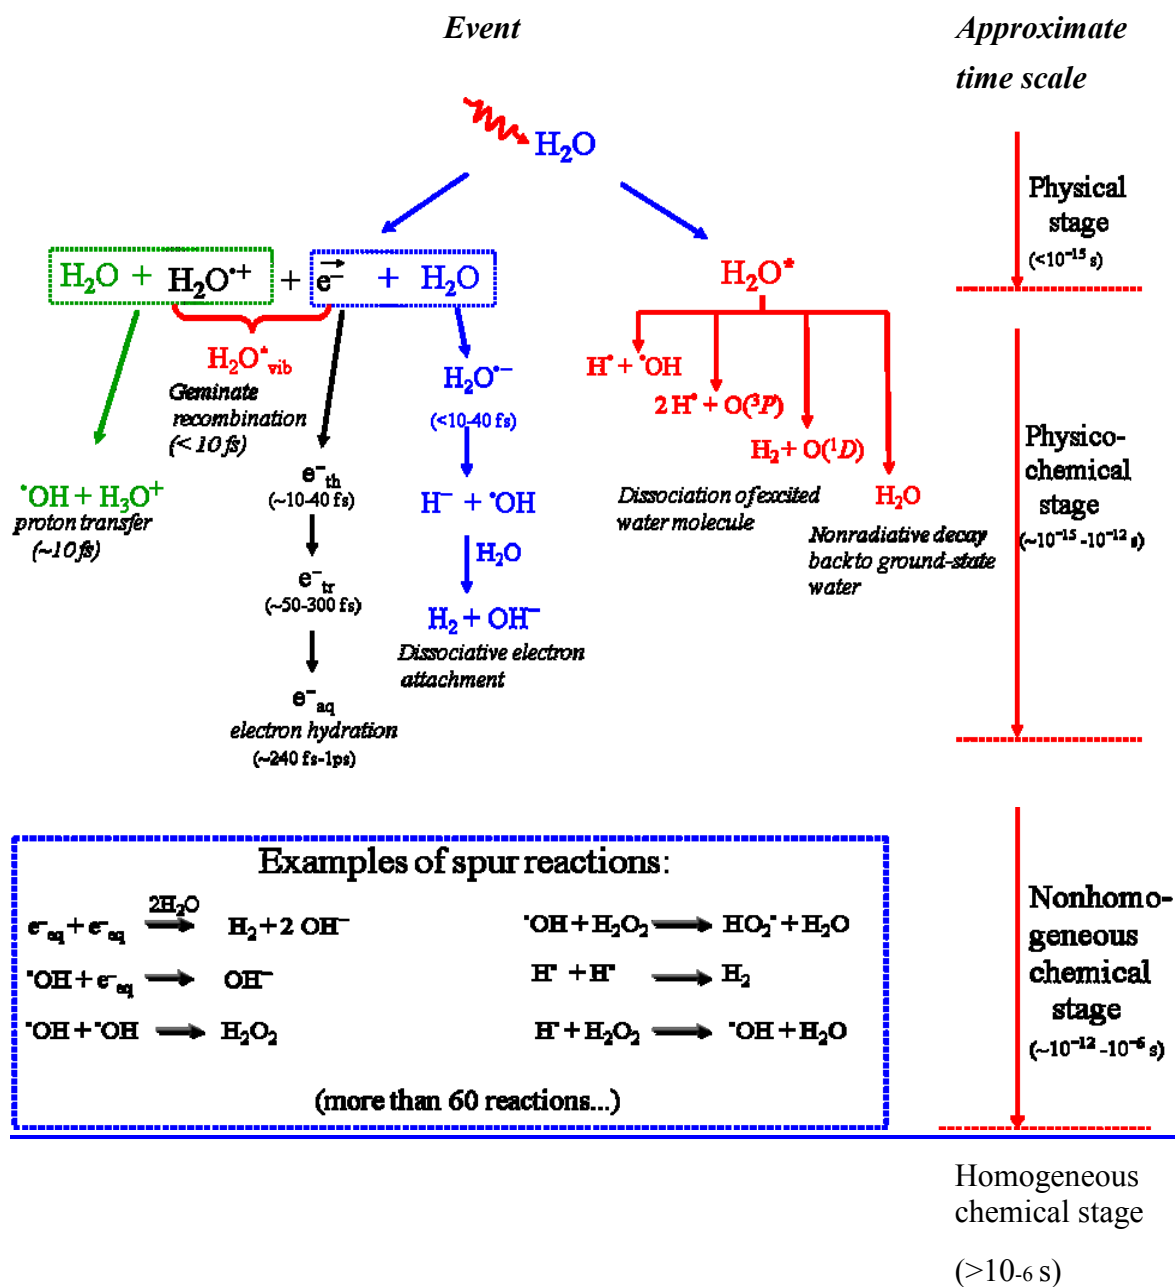 Event
Approximate
time scale
H₂O
Physical
stage
(<10⁻¹⁵ s)
H₂O + H₂O•⁺ + e⁻ + H₂O
H₂O*
H₂O*vib
Geminate
recombination
(< 10 fs)
H₂O•⁻
(<10-40 fs)
H• + •OH
2 H• + O(³P)
H₂ + O(¹D)
H₂O
Physico-
chemical
stage
(~10⁻¹⁵ -10⁻¹² s)
•OH + H₃O⁺
proton transfer
(~10 fs)
e⁻th
(~10-40 fs)
H⁻ + •OH
Dissociation of excited
water molecule
Nonradiative decay
back to ground-state
water
H₂O
e⁻tr
(~50-300 fs)
H₂ + OH⁻
Dissociative electron
attachment
e⁻aq
electron hydration
(~240 fs-1ps)
Examples of spur reactions:
e⁻aq + e⁻aq 2H₂O H₂ + 2 OH⁻
•OH + H₂O₂ HO₂• + H₂O
•OH + e⁻aq OH⁻
H• + H• H₂
•OH + •OH H₂O₂
H• + H₂O₂ •OH + H₂O
(more than 60 reactions...)
Nonhomo-
geneous
chemical
stage
(~10⁻¹² -10⁻⁶ s)
Homogeneous
chemical stage
(>10-6 s)